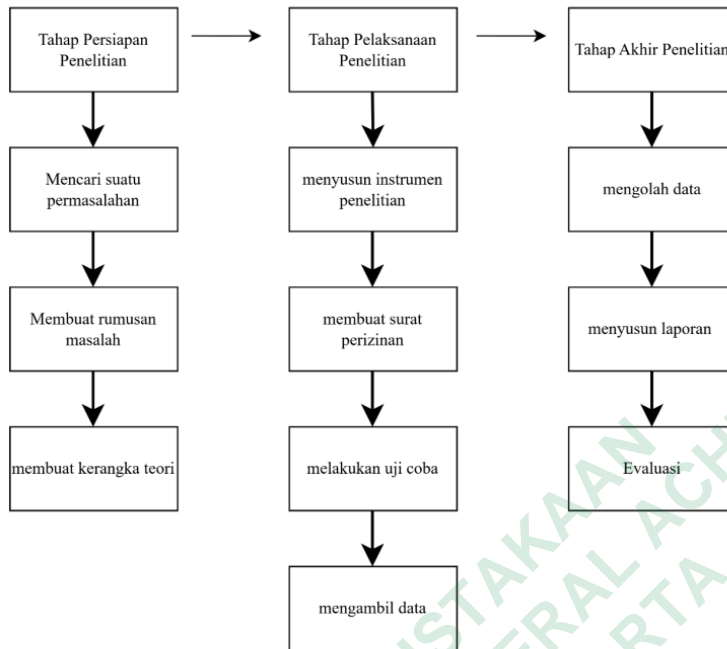 Tahap Persiapan
Penelitian
Tahap Pelaksanaan
Penelitian
Tahap Akhir Penelitian
Mencari suatu
permasalahan
menyusun instrumen
penelitian
mengolah data
Membuat rumusan
masalah
membuat surat
perizinan
menyusun laporan
membuat kerangka teori
melakukan uji coba
Evaluasi
mengambil data